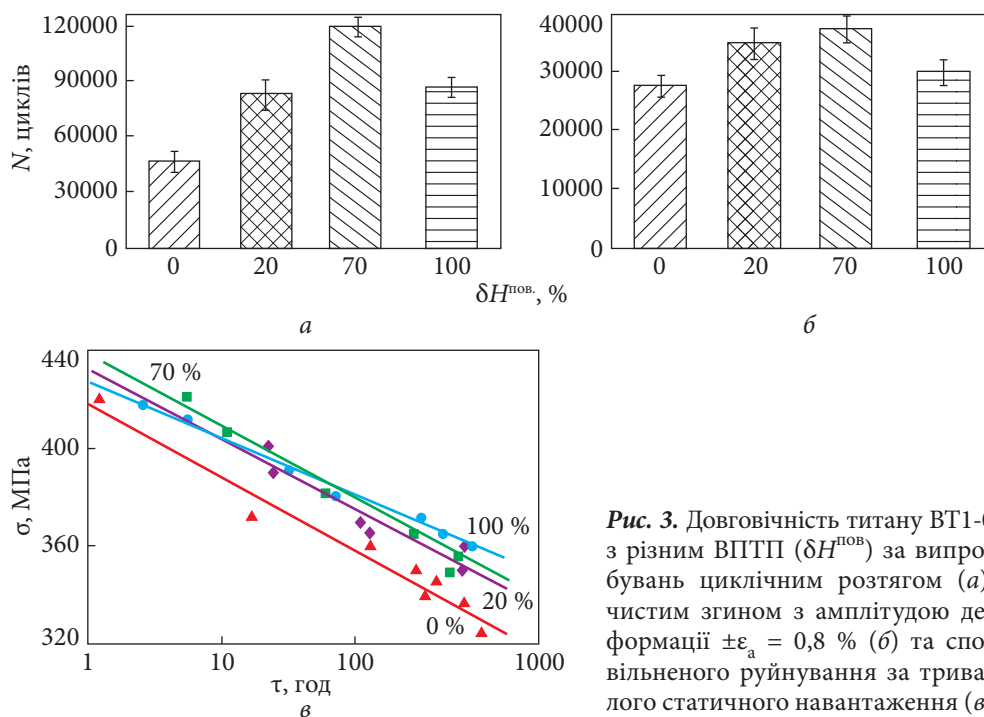 120000
90000
60000
30000
0
N, циклів
0
20
70
100
40000
30000
40000
0
0
20
70
100
δHпов., %
а
б
440
400
360
320
σ, МПа
70 %
100 %
20 %
0 %
1
10
100
1000
τ, год
в
Рис. 3. Довговічність титану ВТ1-
з різним ВПТП (δHпов) за випро-
бувань циклічним розтягом (а)
чистим згином з амплітудою де-
формації ±εa = 0,8 % (б) та спо-
вільненого руйнування за трива-
лого статичного навантаження (в